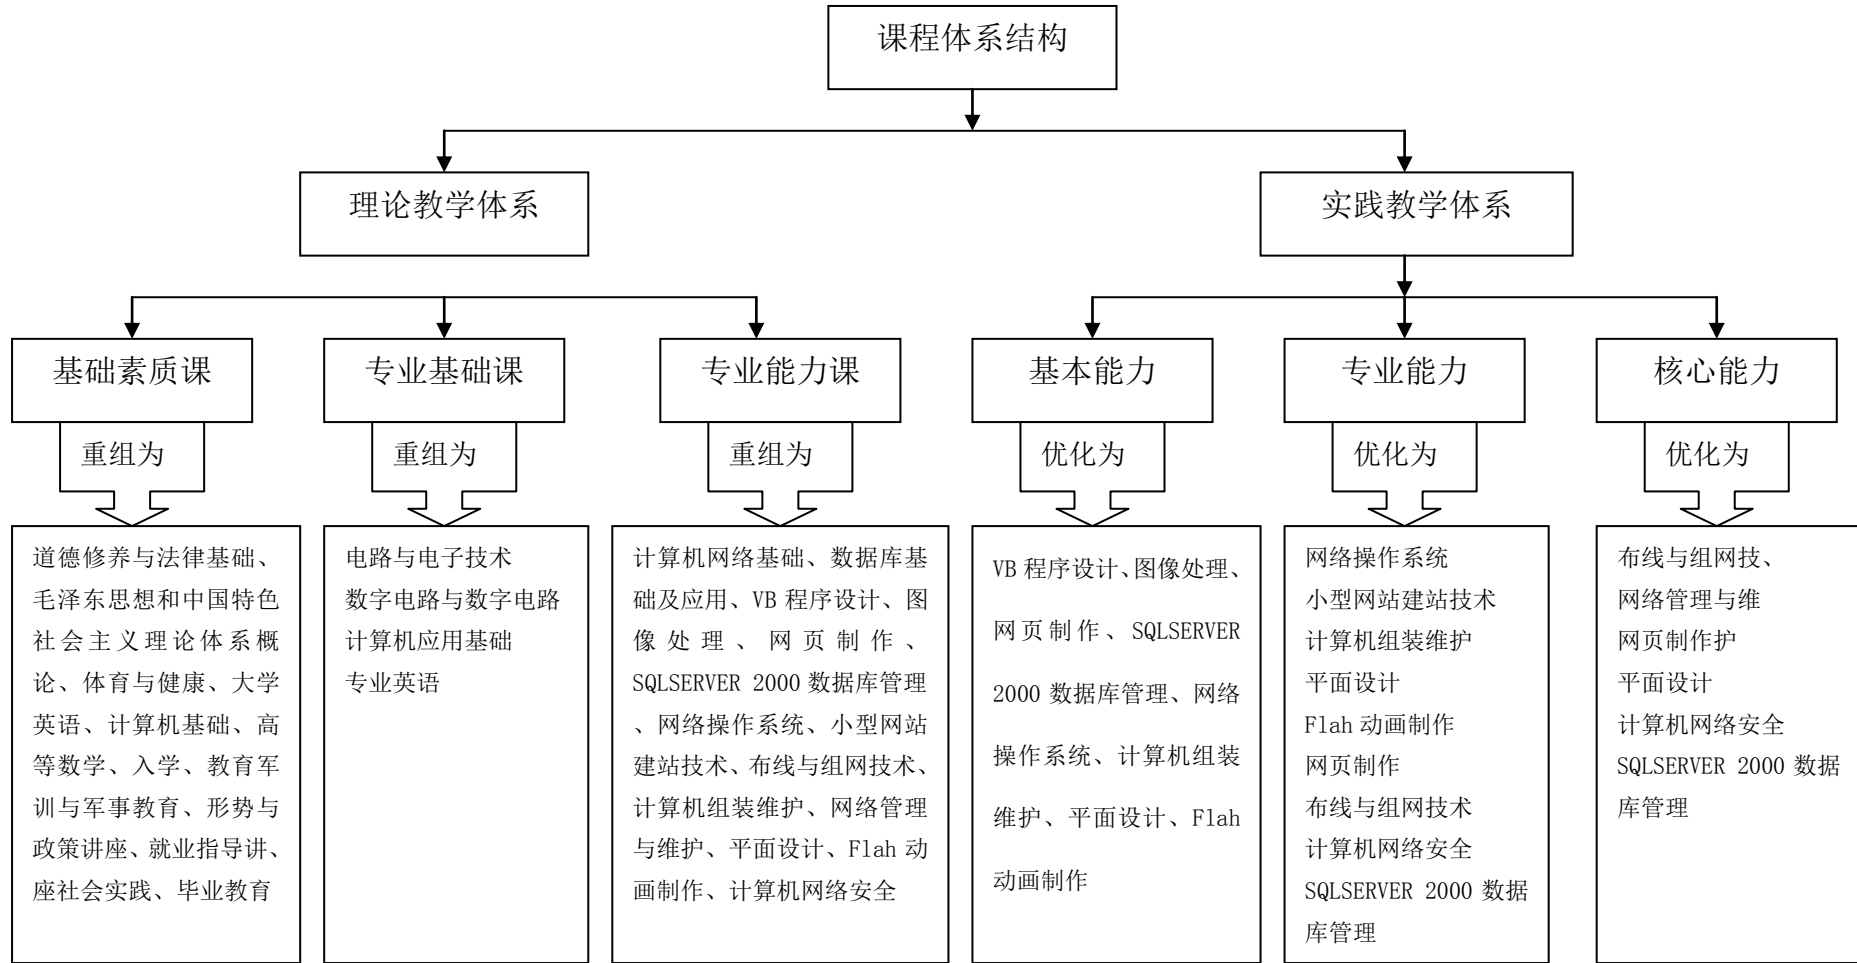 课程体系结构
理论教学体系
实践教学体系
基础素质课
专业基础课
专业能力课
基本能力
专业能力
核心能力
重组为
重组为
重组为
优化为
优化为
优化为
道德修养与法律基础、
毛泽东思想和中国特色
社会主义理论体系概
论、体育与健康、大学
英语、计算机基础、高
等数学、入学、教育军
训与军事教育、形势与
政策讲座、就业指导讲、
座社会实践、毕业教育
电路与电子技术
数字电路与数字电路
计算机应用基础
专业英语
计算机网络基础、数据库基
础及应用、VB 程序设计、图
像处理、网页制作、
SQLSERVER 2000 数据库管理
、网络操作系统、小型网站
建站技术、布线与组网技术、
计算机组装维护、网络管理
与维护、平面设计、Flah 动
画制作、计算机网络安全
VB 程序设计、图像处理、
网页制作、SQLSERVER
2000 数据库管理、网络
操作系统、计算机组装
维护、平面设计、Flah
动画制作
网络操作系统
小型网站建站技术
计算机组装维护
平面设计
Flah 动画制作
网页制作
布线与组网技术
计算机网络安全
SQLSERVER 2000 数据
库管理
布线与组网技、
网络管理与维
网页制作护
平面设计
计算机网络安全
SQLSERVER 2000 数据
库管理